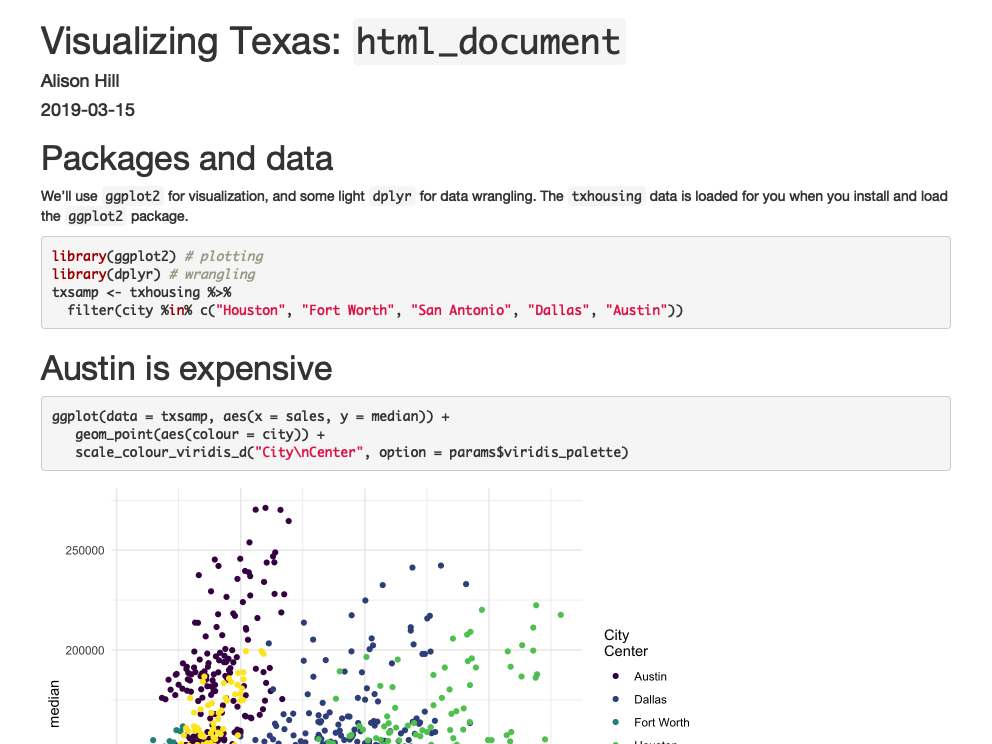 Visualizing Texas: html_document
Alison Hill
2019-03-15
Packages and data
We'll use ggplot2 for visualization, and some light dplyr for data wrangling. The txhousing data is loaded for you when you install and load
the ggplot2 package.
library(ggplot2) # plotting
library(dplyr) # wrangling
txsamp <- txhousing %>%
  filter(city %in% c("Houston", "Fort Worth", "San Antonio", "Dallas", "Austin"))
Austin is expensive
ggplot(data = txsamp, aes(x = sales, y = median)) +
   geom_point(aes(colour = city)) +
   scale_colour_viridis_d("City\nCenter", option = params$viridis_palette)
250000
200000
median
City
Center
Austin
Dallas
Fort Worth